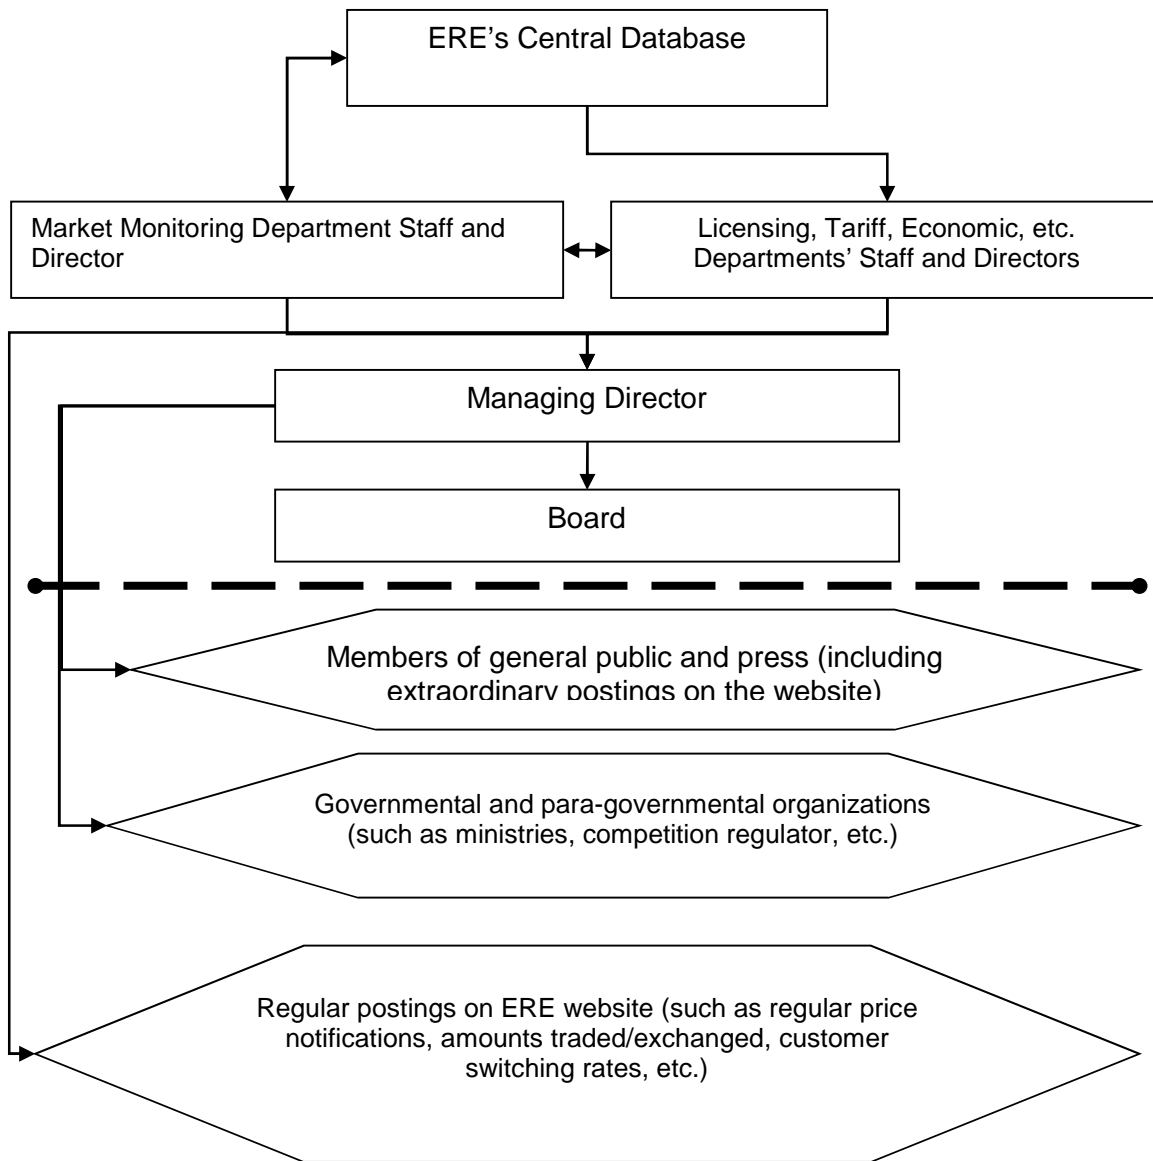 ERE’s Central Database
Market Monitoring Department Staff and
Director
Licensing, Tariff, Economic, etc.
Departments’ Staff and Directors
Managing Director
Board
Members of general public and press (including
extraordinary postings on the website)
Governmental and para-governmental organizations
(such as ministries, competition regulator, etc.)
Regular postings on ERE website (such as regular price
notifications, amounts traded/exchanged, customer
switching rates, etc.)